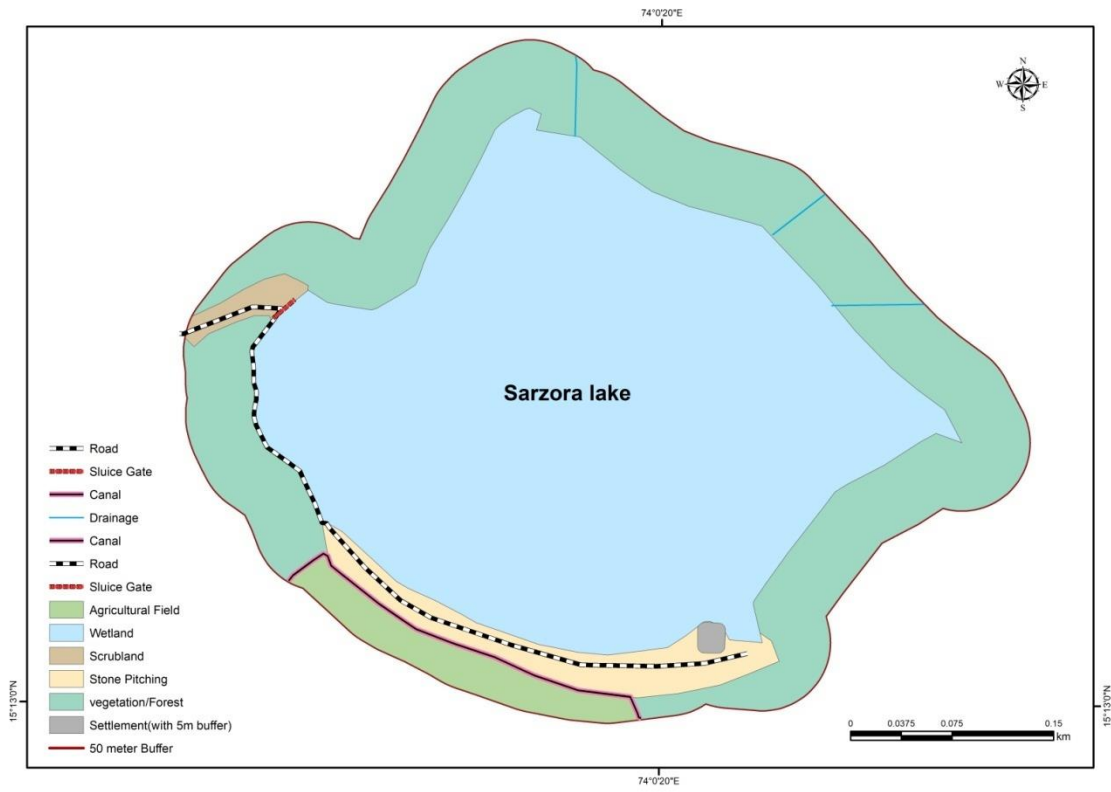 74°0'20"E
N
W E
S
Sarzora lake
Road
Sluice Gate
Canal
Drainage
Canal
Road
Sluice Gate
Agricultural Field
Wetland
Scrubland
Stone Pitching
vegetation/Forest
Settlement(with 5m buffer)
50 meter Buffer
15°13'0"N
15°13'0"N
0 0.0375 0.075 0.15
km
74°0'20"E